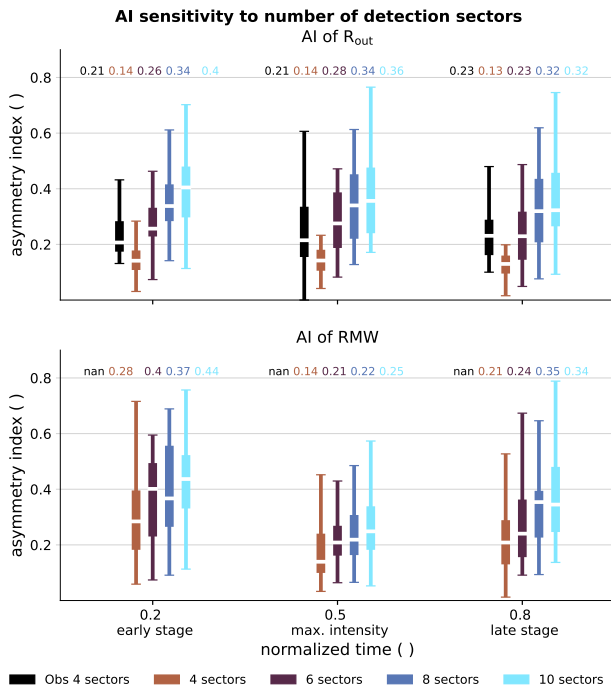 AI sensitivity to number of detection sectors
AI of Rout
0.21 0.14 0.26 0.34 0.4 0.21 0.14 0.28 0.34 0.36 0.23 0.13 0.23 0.32 0.32
0.8
0.6
0.4
0.2
asymmetry index ( )
AI of RMW
nan 0.28 0.4 0.37 0.44 nan 0.14 0.21 0.22 0.25 nan 0.21 0.24 0.35 0.34
0.8
0.6
0.4
0.2
asymmetry index ( )
0.2 0.5 0.8
early stage max. intensity late stage
normalized time ( )
Obs 4 sectors 4 sectors 6 sectors 8 sectors 10 sectors